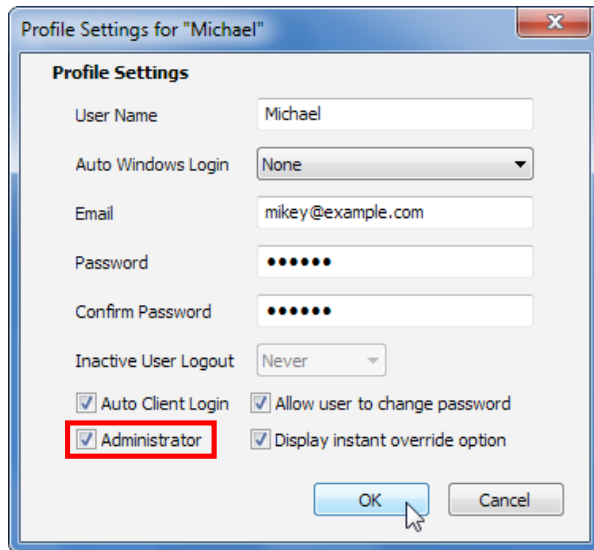 Profile Settings for "Michael"
Profile Settings
User Name Michael
Auto Windows Login None
Email mikey@example.com
Password ••••••
Confirm Password ••••••
Inactive User Logout Never
Auto Client Login Allow user to change password
Administrator Display instant override option
OK Cancel